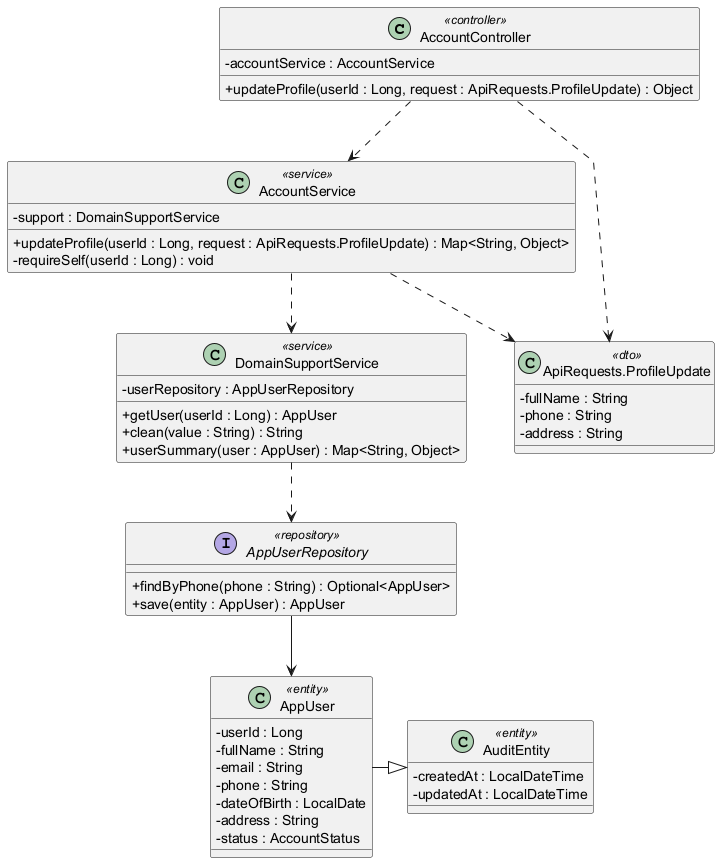 C
«controller»
AccountController
-accountService : AccountService
+updateProfile(userId : Long, request : ApiRequests.ProfileUpdate) : Object
C
«service»
AccountService
-support : DomainSupportService
+updateProfile(userId : Long, request : ApiRequests.ProfileUpdate) : Map<String, Object>
-requireSelf(userId : Long) : void
C
«service»
DomainSupportService
-userRepository : AppUserRepository
+getUser(userId : Long) : AppUser
+clean(value : String) : String
+userSummary(user : AppUser) : Map<String, Object>
C
«dto»
ApiRequests.ProfileUpdate
-fullName : String
-phone : String
-address : String
I
«repository»
AppUserRepository
+findByPhone(phone : String) : Optional<AppUser>
+save(entity : AppUser) : AppUser
C
«entity»
AppUser
-userId : Long
-fullName : String
-email : String
-phone : String
-dateOfBirth : LocalDate
-address : String
-status : AccountStatus
C
«entity»
AuditEntity
-createdAt : LocalDateTime
-updatedAt : LocalDateTime